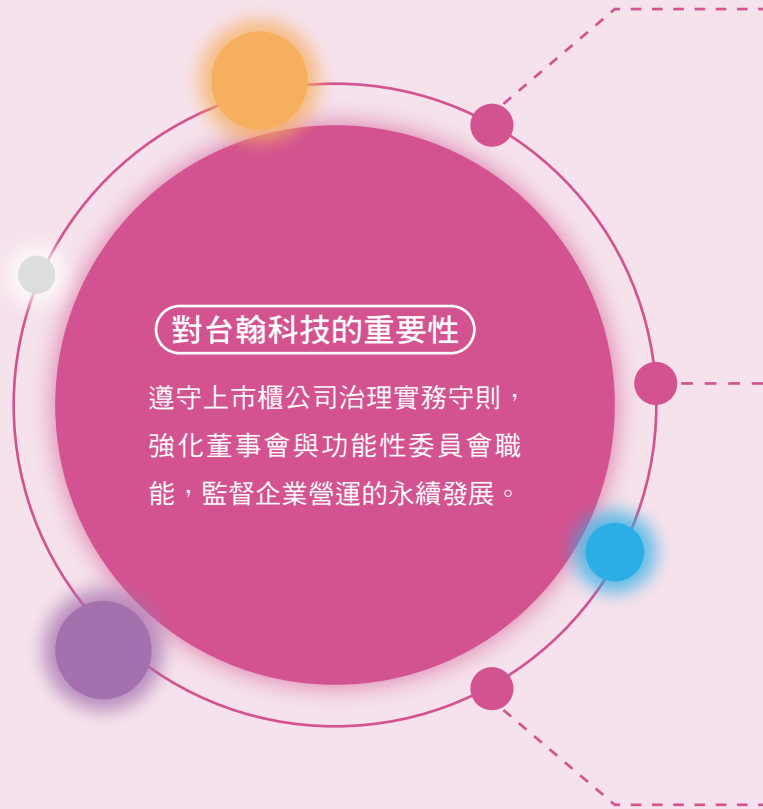 對台翰科技的重要性
遵守上市櫃公司治理實務守則，
強化董事會與功能性委員會職
能，監督企業營運的永續發展。